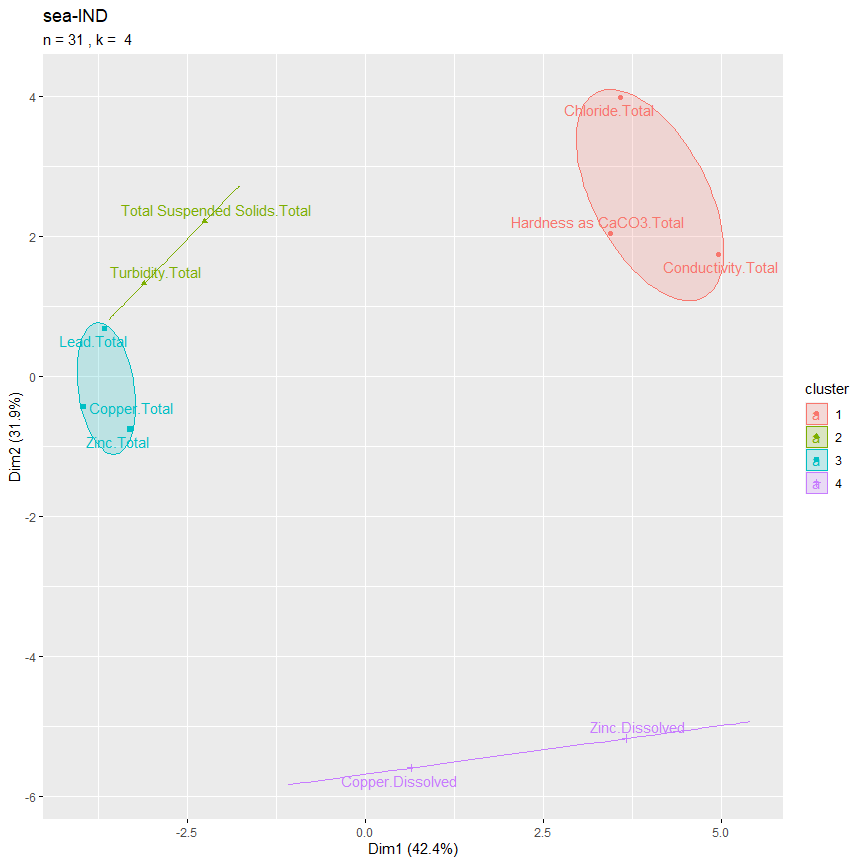 sea-IND
n = 31 , k =  4
4
2
0
-2
-4
-6
Dim2 (31.9%)
Chloride.Total
Total Suspended Solids.Total
Hardness as CaCO3.Total
Conductivity.Total
Turbidity.Total
Lead.Total
Copper.Total
Zinc.Total
Zinc.Dissolved
Copper.Dissolved
-2.5
0.0
2.5
5.0
Dim1 (42.4%)
cluster
1
2
3
4